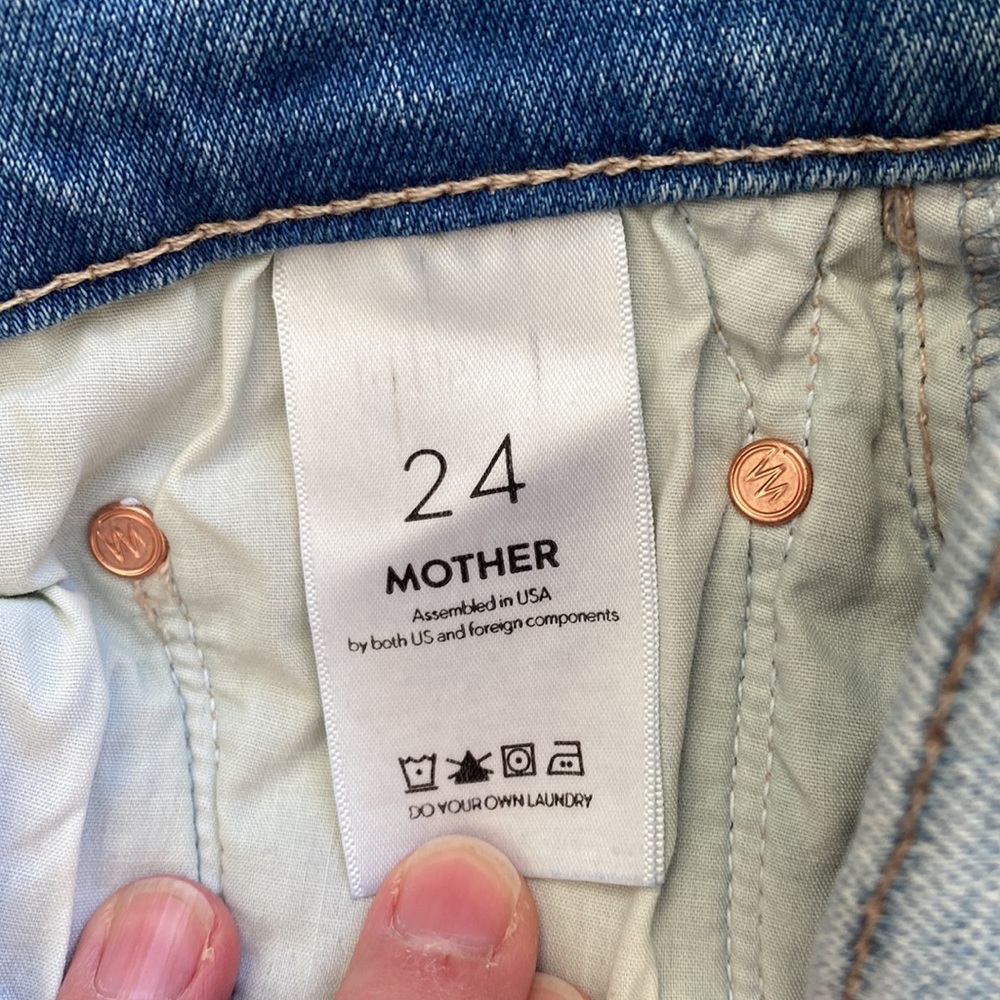 24
MOTHER
Assembled in USA
by both US and foreign components
DO YOUR OWN LAUNDRY